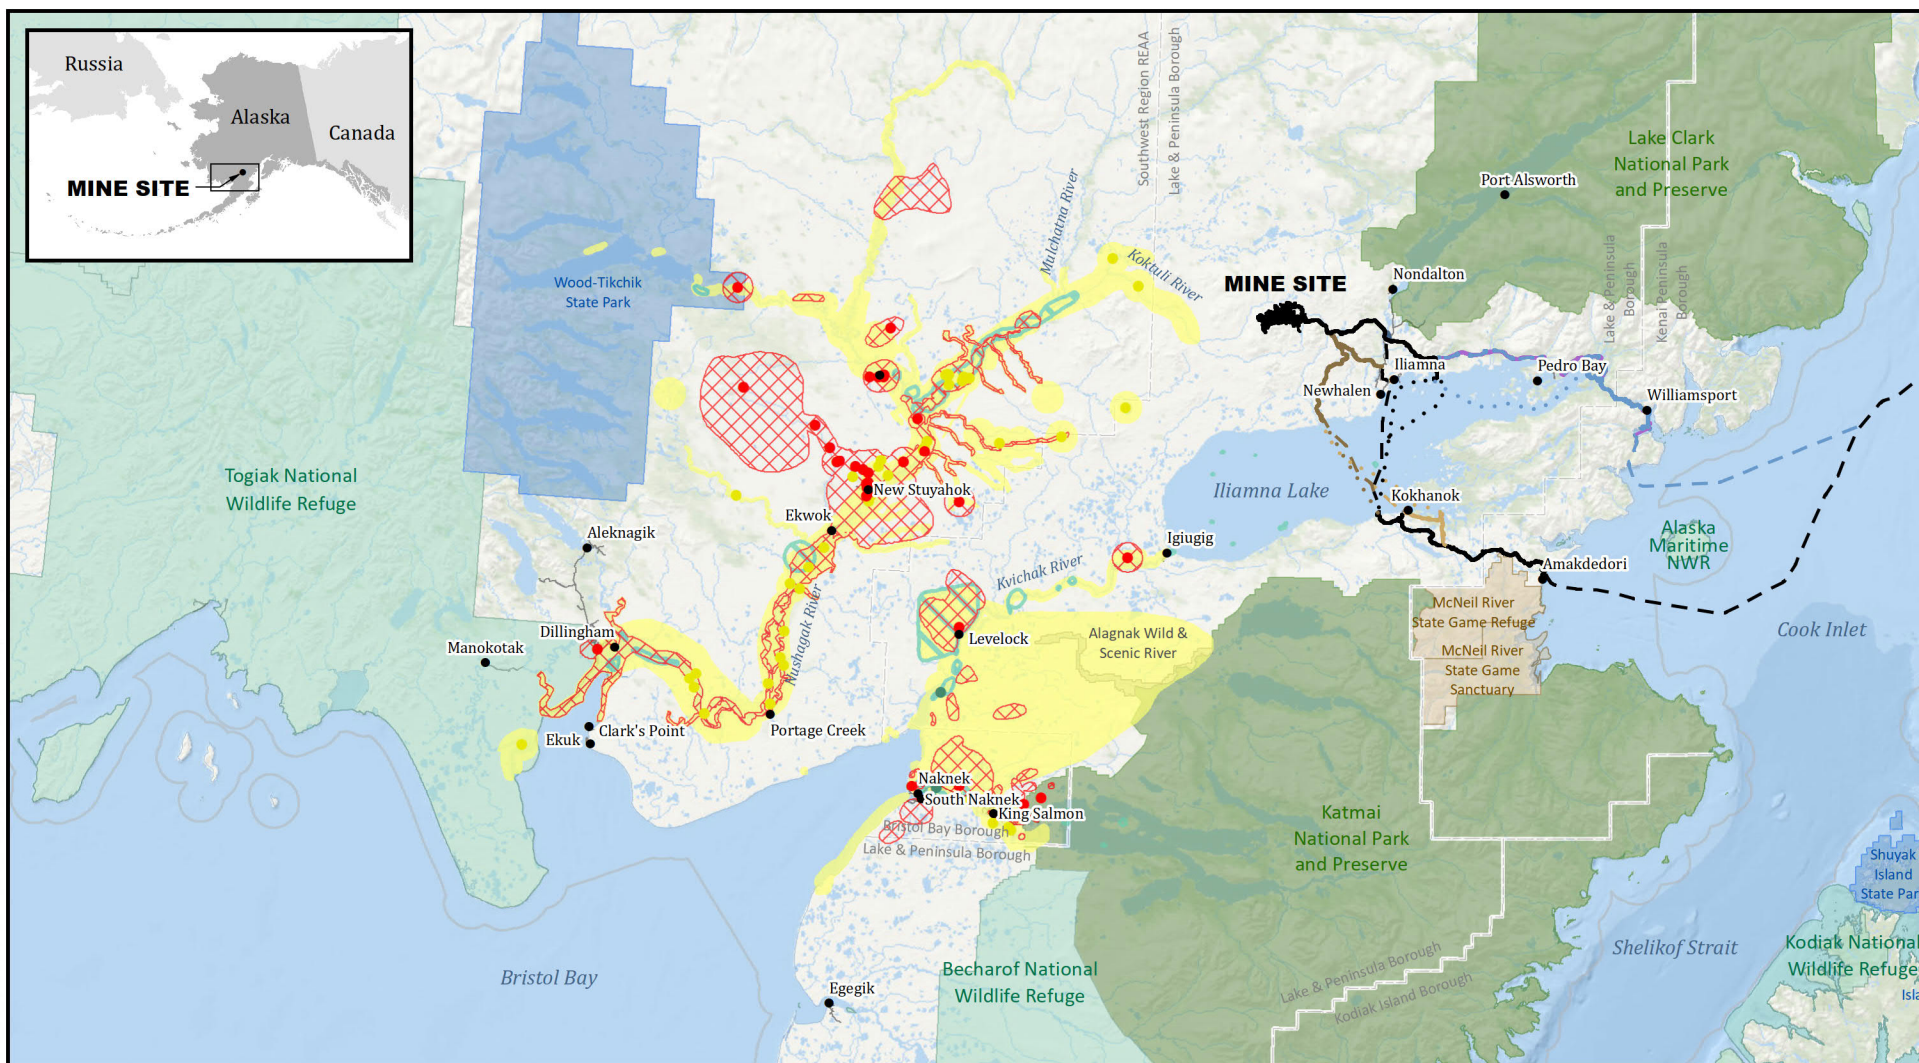 Russia
Alaska
Canada
MINE SITE
Southwest Region REAA
Lake & Peninsula Borough
Lake Clark
National Park
and Preserve
Port Alsworth
Mulchatna River
Koktuli River
Wood-Tikchik
State Park
MINE SITE
Nondalton
Lake & Peninsula
Borough
Kenai Peninsula
Borough
Iliamna
Pedro Bay
Newhalen
Williamsport
Togiak National
Wildlife Refuge
New Stuyahok
Iliamna Lake
Kokhanok
Ekwok
Aleknagik
Igiugig
Alaska
Maritime
NWR
Kvichak River
Amakdedori
Nushagak River
McNeil River
State Game Refuge
McNeil River
State Game
Sanctuary
Cook Inlet
Dillingham
Manokotak
Levelock
Alagnak Wild &
Scenic River
Clark's Point
Ekuk
Portage Creek
Naknek
South Naknek
King Salmon
Bristol Bay Borough
Lake & Peninsula Borough
Katmai
National Park
and Preserve
Shuyak
Island
State Par
Bristol Bay
Egegik
Becharof National
Wildlife Refuge
Lake & Peninsula Borough
Kodiak Island Borough
Shelikof Strait
Kodiak National
Wildlife Refuge
Isla